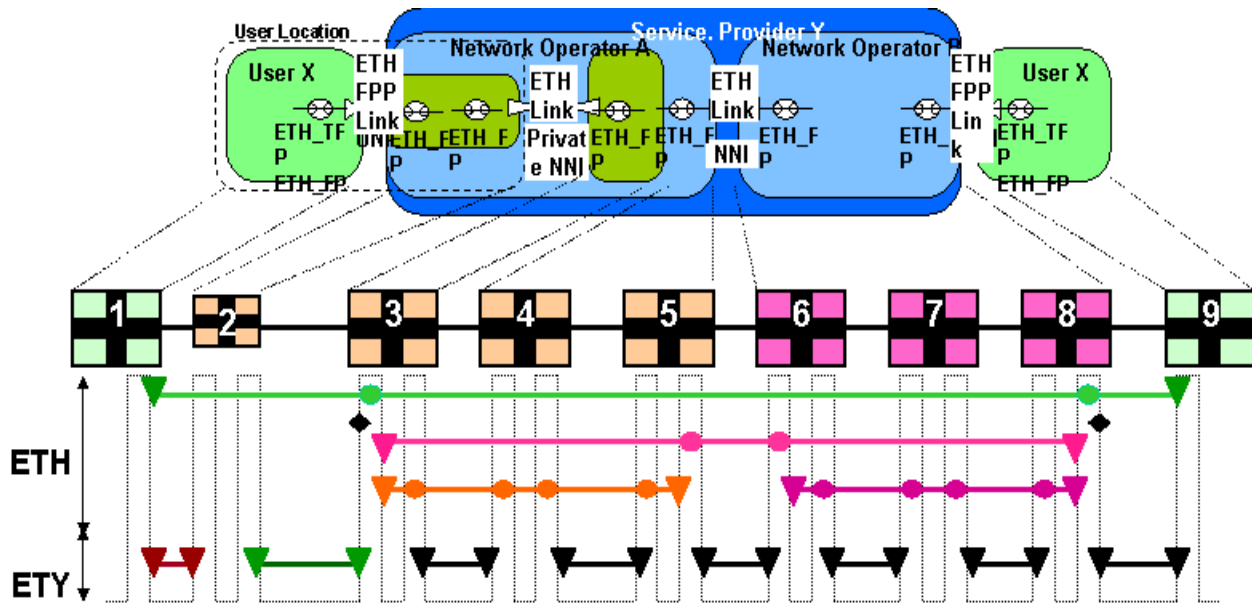 Service. Provider Y
User Location
Network Operator A
Network Operator
User X
ETH
FPP
Link
UNI
ETH
Link
Privat
e NNI
ETH
Link
NNI
ETH
FPP
Lin
k
User X
ETH_TF
P
ETH_FP
ETH_F
P
ETH_F
P
ETH_F
P
ETH_F
P
ETH_F
P
ETH_
P
ETH_TF
P
ETH_FP
1
2
3
4
5
6
7
8
9
ETH
ETY